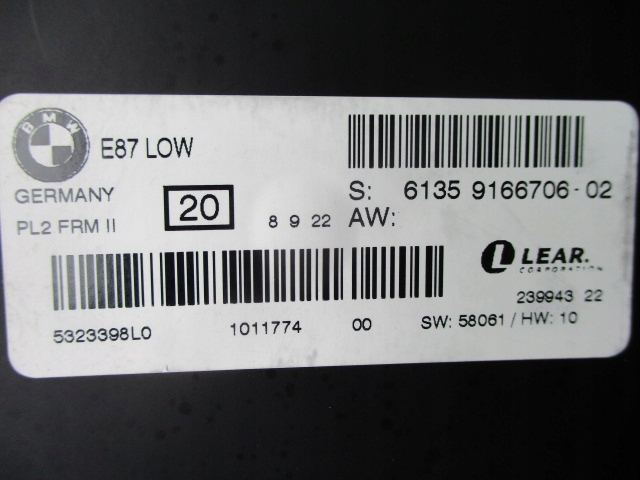 BMW
E87 LOW
GERMANY
PL2 FRM II
20
8 9 22
S: 6135 9166706-02
AW:
LEAR.
CORPORATION
239943 22
5323398L0 1011774 00 SW: 58061 / HW: 10